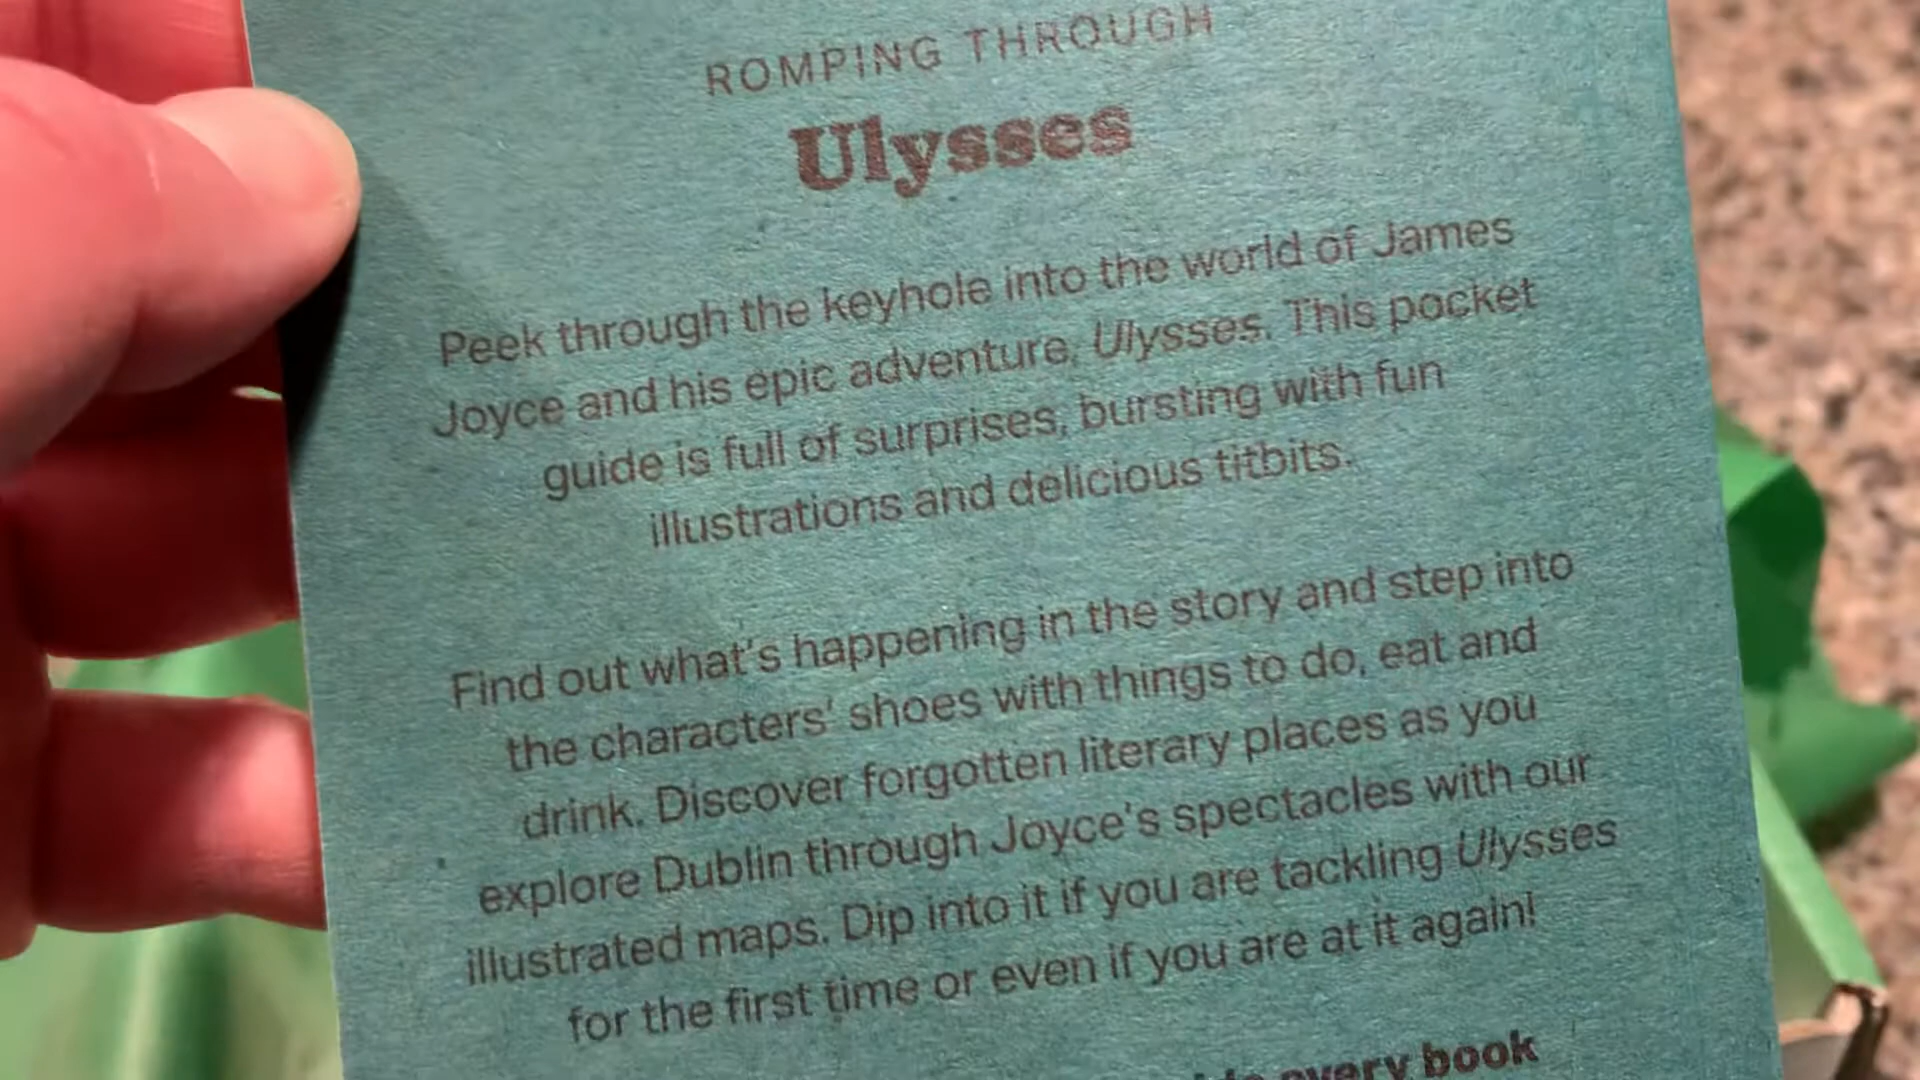 ROMPING THROUGH
Ulysses
Peek through the keyhole into the world of James
Joyce and his epic adventure, Ulysses. This pocket
guide is full of surprises, bursting with fun
illustrations and delicious titbits.
Find out what's happening in the story and step into
the characters' shoes with things to do, eat and
drink. Discover forgotten literary places as you
explore Dublin through Joyce's spectacles with our
illustrated maps. Dip into it if you are tackling Ulysses
for the first time or even if you are at it again!
every book